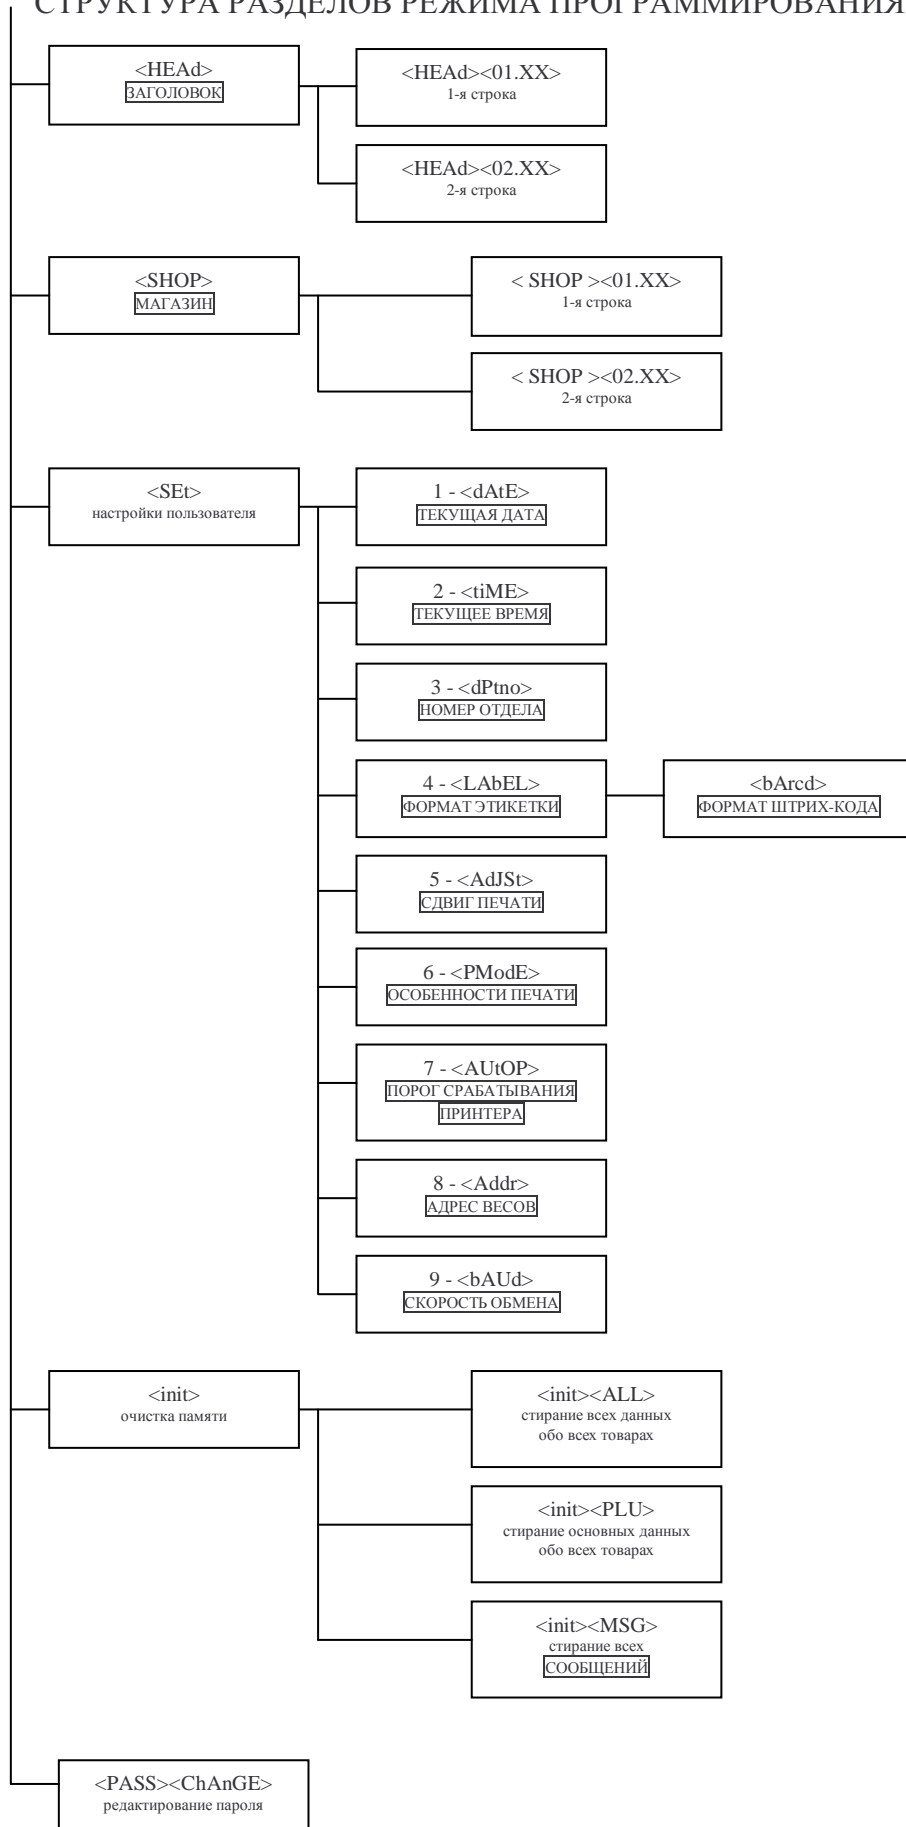 СТРУКТУРА РАЗДЕЛОВ РЕЖИМА ПРОГРАММИРОВАНИЯ
<HEAd>
ЗАГОЛОВОК
<HEAd><01.XX>
1-я строка
<HEAd><02.XX>
2-я строка
<SHOP>
МАГАЗИН
< SHOP ><01.XX>
1-я строка
< SHOP ><02.XX>
2-я строка
<SEt>
настройки пользователя
1 - <dAtE>
ТЕКУЩАЯ ДАТА
2 - <tiME>
ТЕКУЩЕЕ ВРЕМЯ
3 - <dPtno>
НОМЕР ОТДЕЛА
4 - <LAbEL>
ФОРМАТ ЭТИКЕТКИ
<bArcd>
ФОРМАТ ШТРИХ-КОДА
5 - <AdJSt>
СДВИГ ПЕЧАТИ
6 - <PModE>
ОСОБЕННОСТИ ПЕЧАТИ
7 - <AUtOP>
ПОРОГ СРАБАТЫВАНИЯ
ПРИНТЕРА
8 - <Addr>
АДРЕС ВЕСОВ
9 - <bAUd>
СКОРОСТЬ ОБМЕНА
<init>
очистка памяти
<init><ALL>
стирание всех данных
обо всех товарах
<init><PLU>
стирание основных данных
обо всех товарах
<init><MSG>
стирание всех
СООБЩЕНИЙ
<PASS><ChAnGE>
редактирование пароля